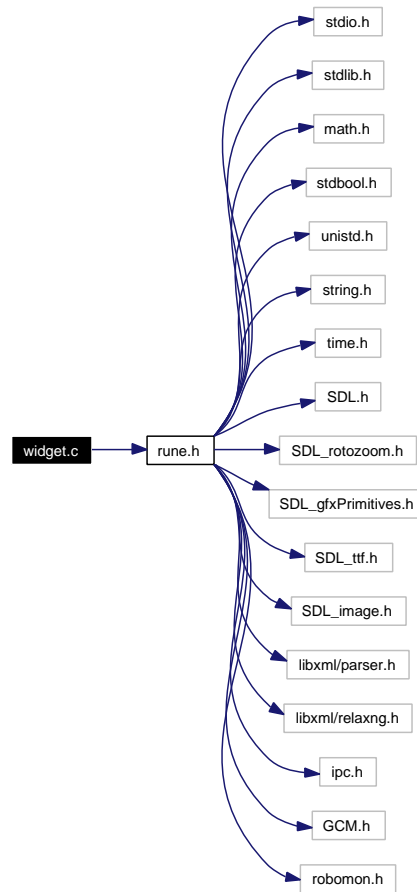 stdio.h
stdlib.h
math.h
stdbool.h
unistd.h
string.h
time.h
SDL.h
widget.c
rune.h
SDL_rotozoom.h
SDL_gfxPrimitives.h
SDL_ttf.h
SDL_image.h
libxml/parser.h
libxml/relaxng.h
ipc.h
GCM.h
robomon.h